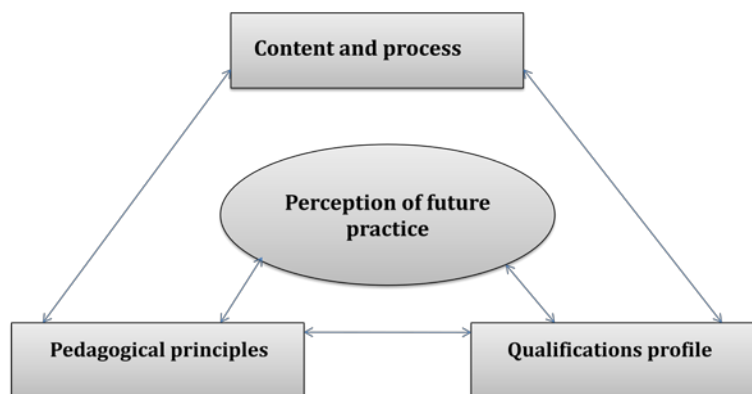 Content and process
Perception of future
practice
Pedagogical principles
Qualifications profile